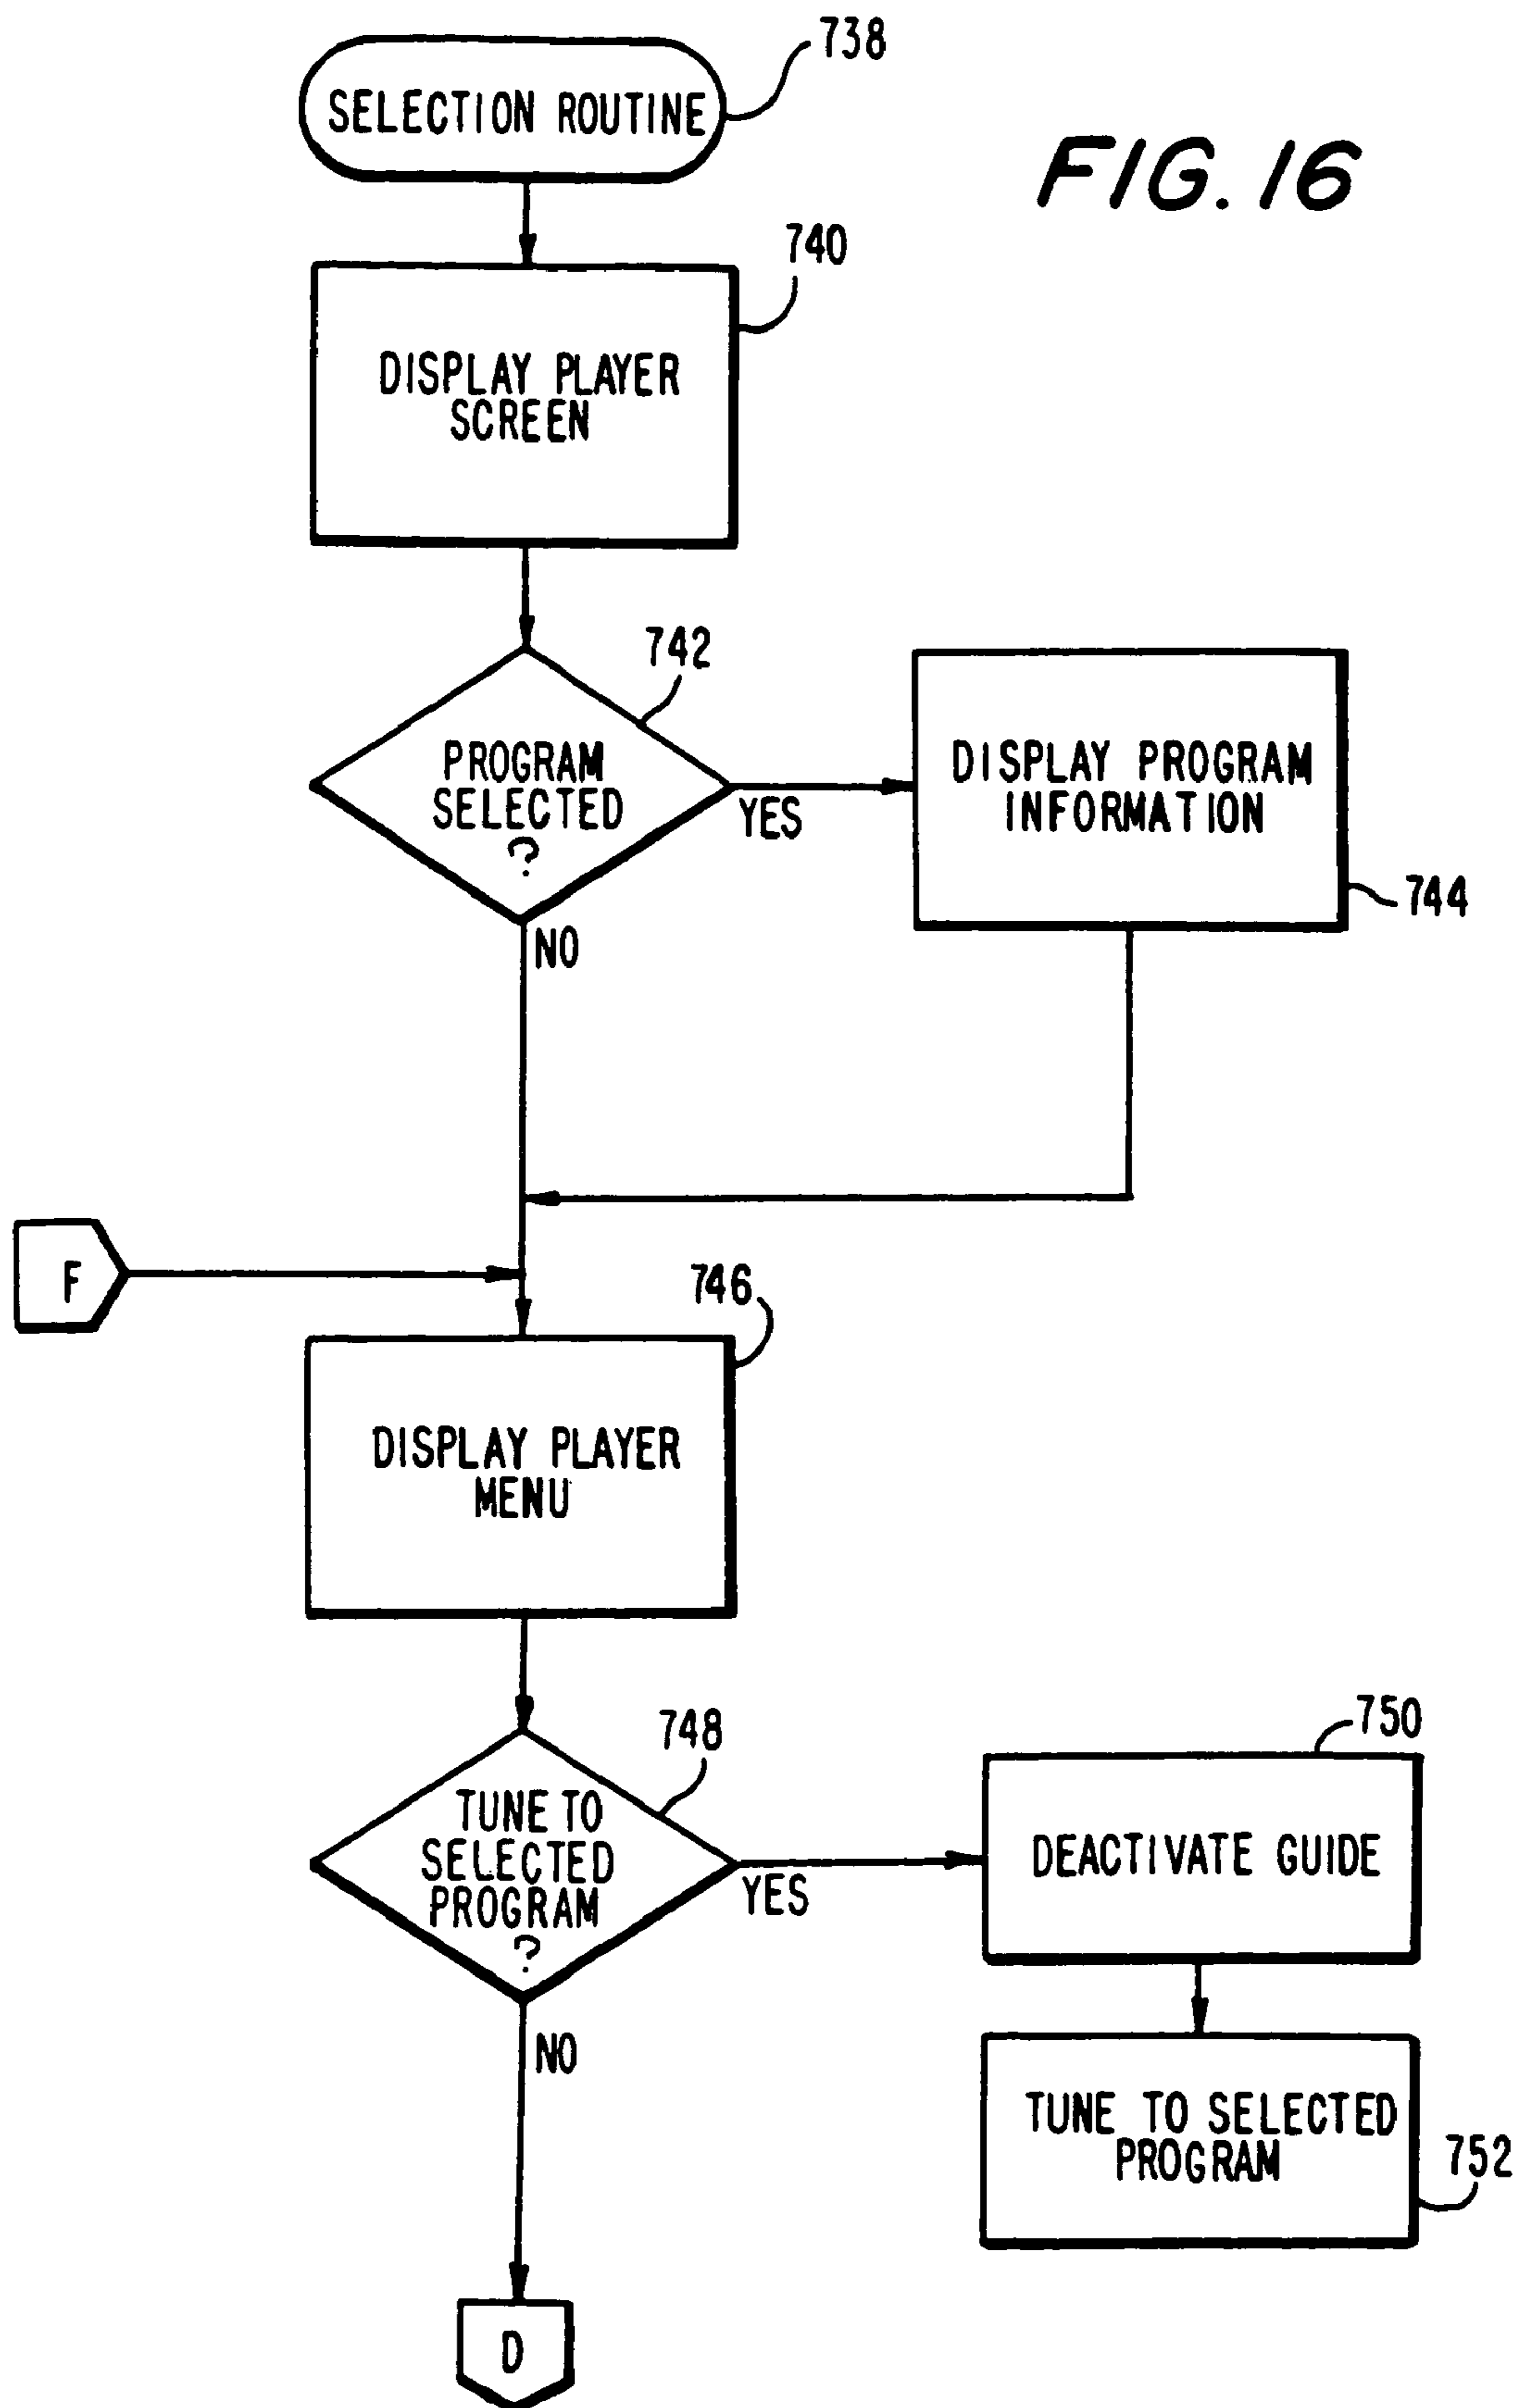 738
SELECTION ROUTINE
FIG. 16
740
DISPLAY PLAYER
SCREEN
742
PROGRAM
SELECTED
?
YES
NO
DISPLAY PROGRAM
INFORMATION
744
F
746
DISPLAY PLAYER
MENU
748
TUNE TO
SELECTED
PROGRAM
?
YES
NO
750
DEACTIVATE GUIDE
TUNE TO SELECTED
PROGRAM
752
D